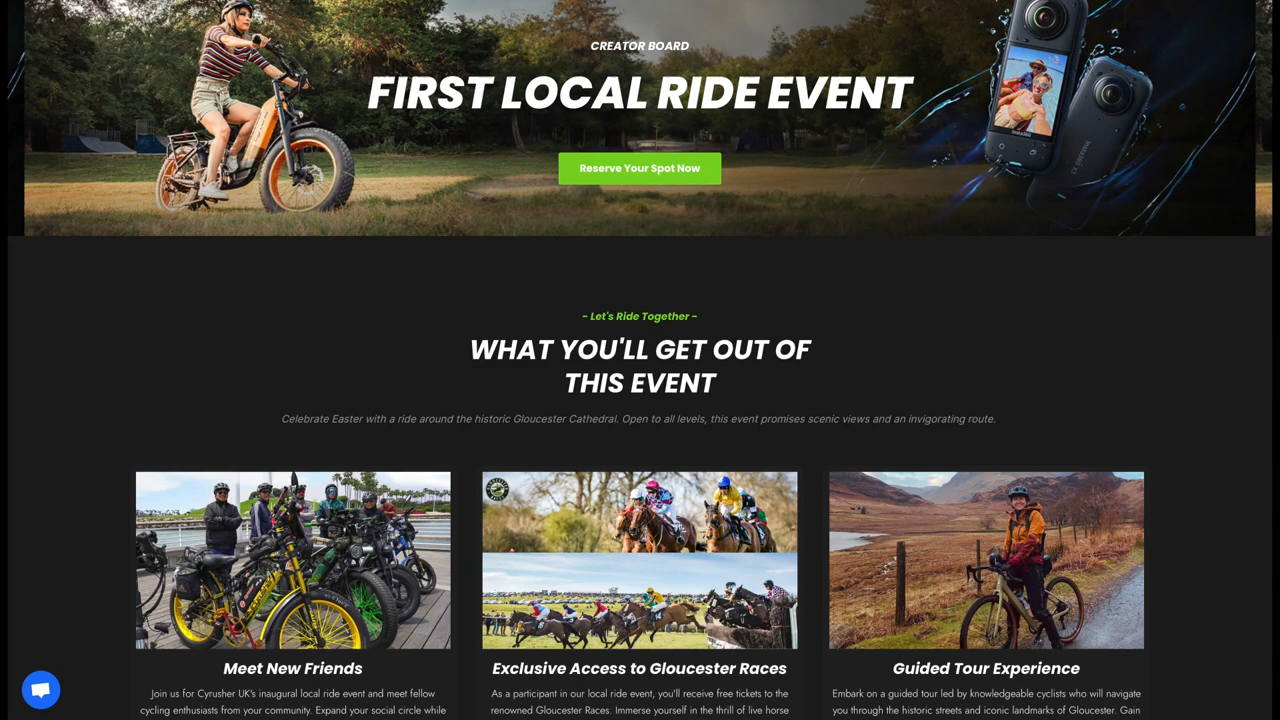 CREATOR BOARD
FIRST LOCAL RIDE EVENT
Reserve Your Spot Now
Insta360
- Let's Ride Together -
WHAT YOU'LL GET OUT OF
THIS EVENT
Celebrate Easter with a ride around the historic Gloucester Cathedral. Open to all levels, this event promises scenic views and an invigorating route.
Meet New Friends
Join us for Cyrusher UK's inaugural local ride event and meet fellow
cycling enthusiasts from your community. Expand your social circle while
Exclusive Access to Gloucester Races
As a participant in our local ride event, you'll receive free tickets to the
renowned Gloucester Races. Immerse yourself in the thrill of live horse
Guided Tour Experience
Embark on a guided tour led by knowledgeable cyclists who will navigate
you through the historic streets and iconic landmarks of Gloucester. Gain